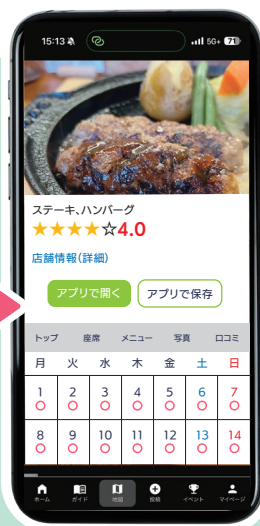 15:13 5G+ 71
ステーキ、ハンバーグ
★★★★☆4.0
店舗情報(詳細)
アプリで開く アプリで保存
トップ 座席 メニュー 写真 口コミ
月 火 水 木 金 土 日
1 2 3 4 5 6 7
○ ○ ○ ○ ○ ○ ○
8 9 10 11 12 13 14
○ ○ ○ ○ ○ ○ ○
ホーム ガイド 地図 投稿 イベント マイページ